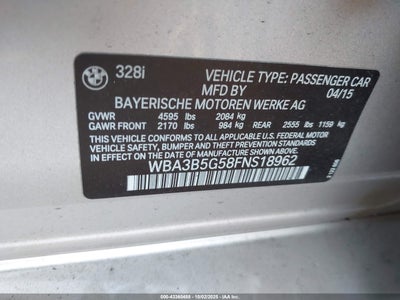 BMW
328i
VEHICLE TYPE: PASSENGER CAR
MFD BY 04/15
BAYERISCHE MOTOREN WERKE AG
GVWR 4595 lbs 2084 kg
GAWR FRONT 2170 lbs 984 kg GAWR REAR 2555 lbs 1159 kg
THIS VEHICLE CONFORMS TO ALL APPLICABLE U.S. FEDERAL MOTOR
VEHICLE SAFETY, BUMPER, AND THEFT PREVENTION STANDARDS IN
EFFECT ON THE DATE OF MANUFACTURE SHOWN ABOVE.
WBA3B5G58FNS18962